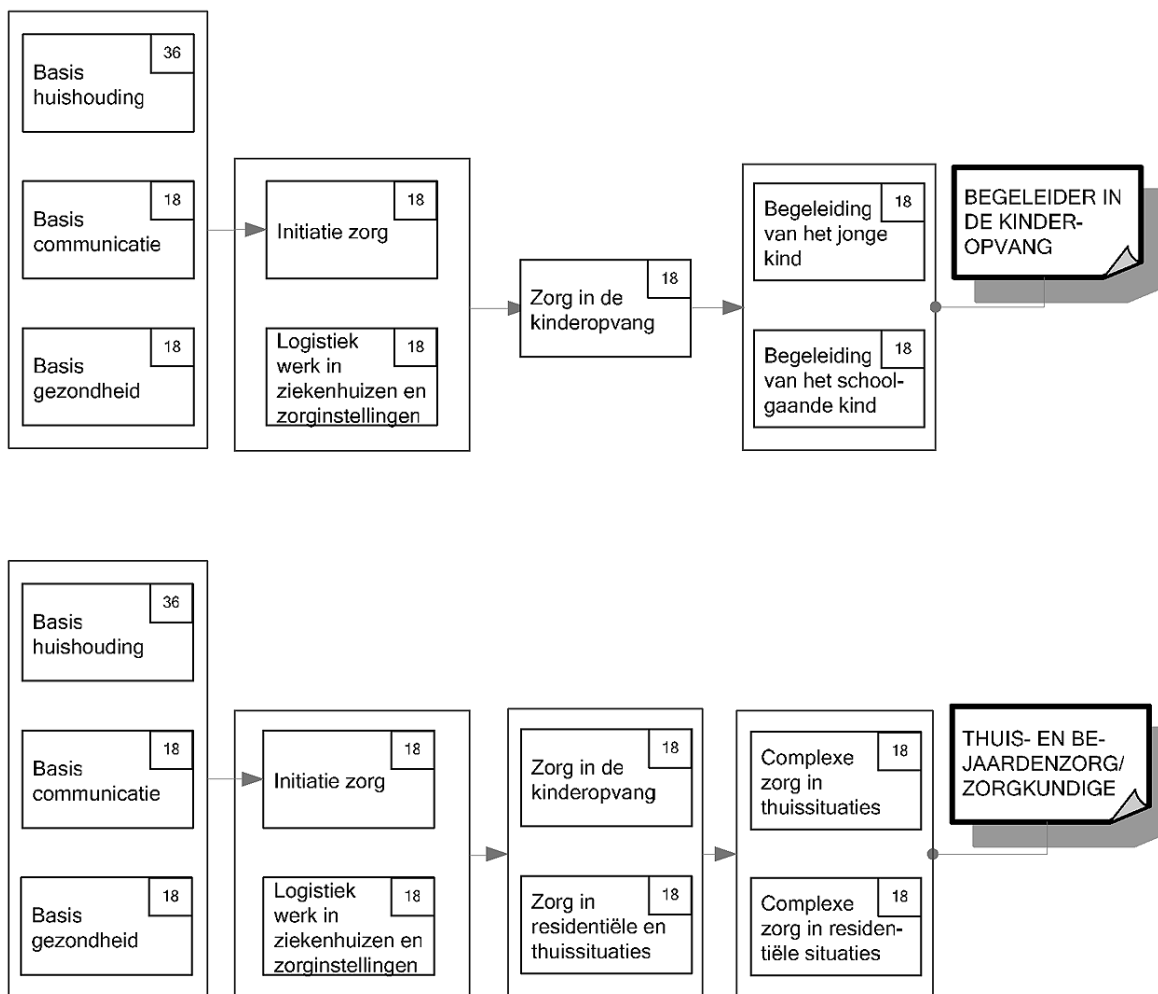 36
Basis
huishouding
18
Basis
communicatie
18
Basis
gezondheid
18
Initiatie zorg
18
Logistiek
werk in
ziekenhuizen en
zorginstellingen
18
Zorg in de
kinderopvang
18
Begeleiding
van het jonge
kind
18
Begeleiding
van het school-
gaande kind
BEGELEIDER IN
DE KINDER-
OPVANG
36
Basis
huishouding
18
Basis
communicatie
18
Basis
gezondheid
18
Initiatie zorg
18
Logistiek
werk in
ziekenhuizen en
zorginstellingen
18
Zorg in de
kinderopvang
18
Zorg in
residentiële en
thuissituaties
18
Complexe
zorg in
thuissituaties
18
Complexe
zorg in residen-
tiële situaties
THUIS- EN BE-
JAARDENZORG/
ZORGKUNDIGE